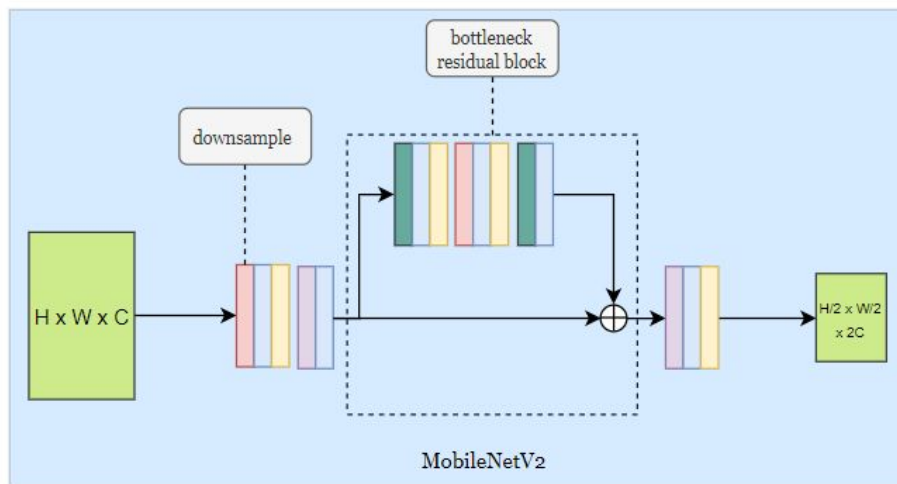 bottleneck
residual block
downsample
H x W x C
H/2 x W/2
x 2C
MobileNetV2